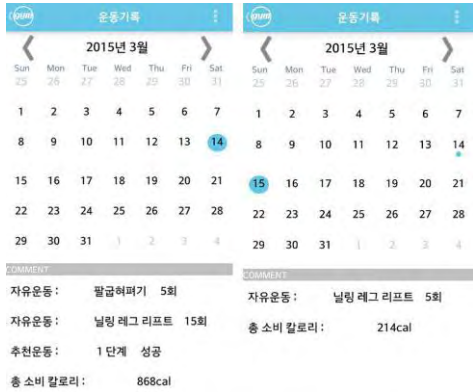 gym 운동기록
2015년 3월
Sun Mon Tue Wed Thu Fri Sat
25 26 27 28 29 30 31
1 2 3 4 5 6 7
8 9 10 11 12 13 14
15 16 17 18 19 20 21
22 23 24 25 26 27 28
29 30 31 1 2 3 4
COMMENT
자유운동 : 팔굽혀펴기 5회
자유운동 : 닐링 레그 리프트 15회
추천운동 : 1 단계 성공
총 소비 칼로리 : 868cal
gym 운동기록
2015년 3월
Sun Mon Tue Wed Thu Fri Sat
25 26 27 28 29 30 31
1 2 3 4 5 6 7
8 9 10 11 12 13 14
15 16 17 18 19 20 21
22 23 24 25 26 27 28
29 30 31 1 2 3 4
COMMENT
자유운동 : 닐링 레그 리프트 5회
총 소비 칼로리 : 214cal